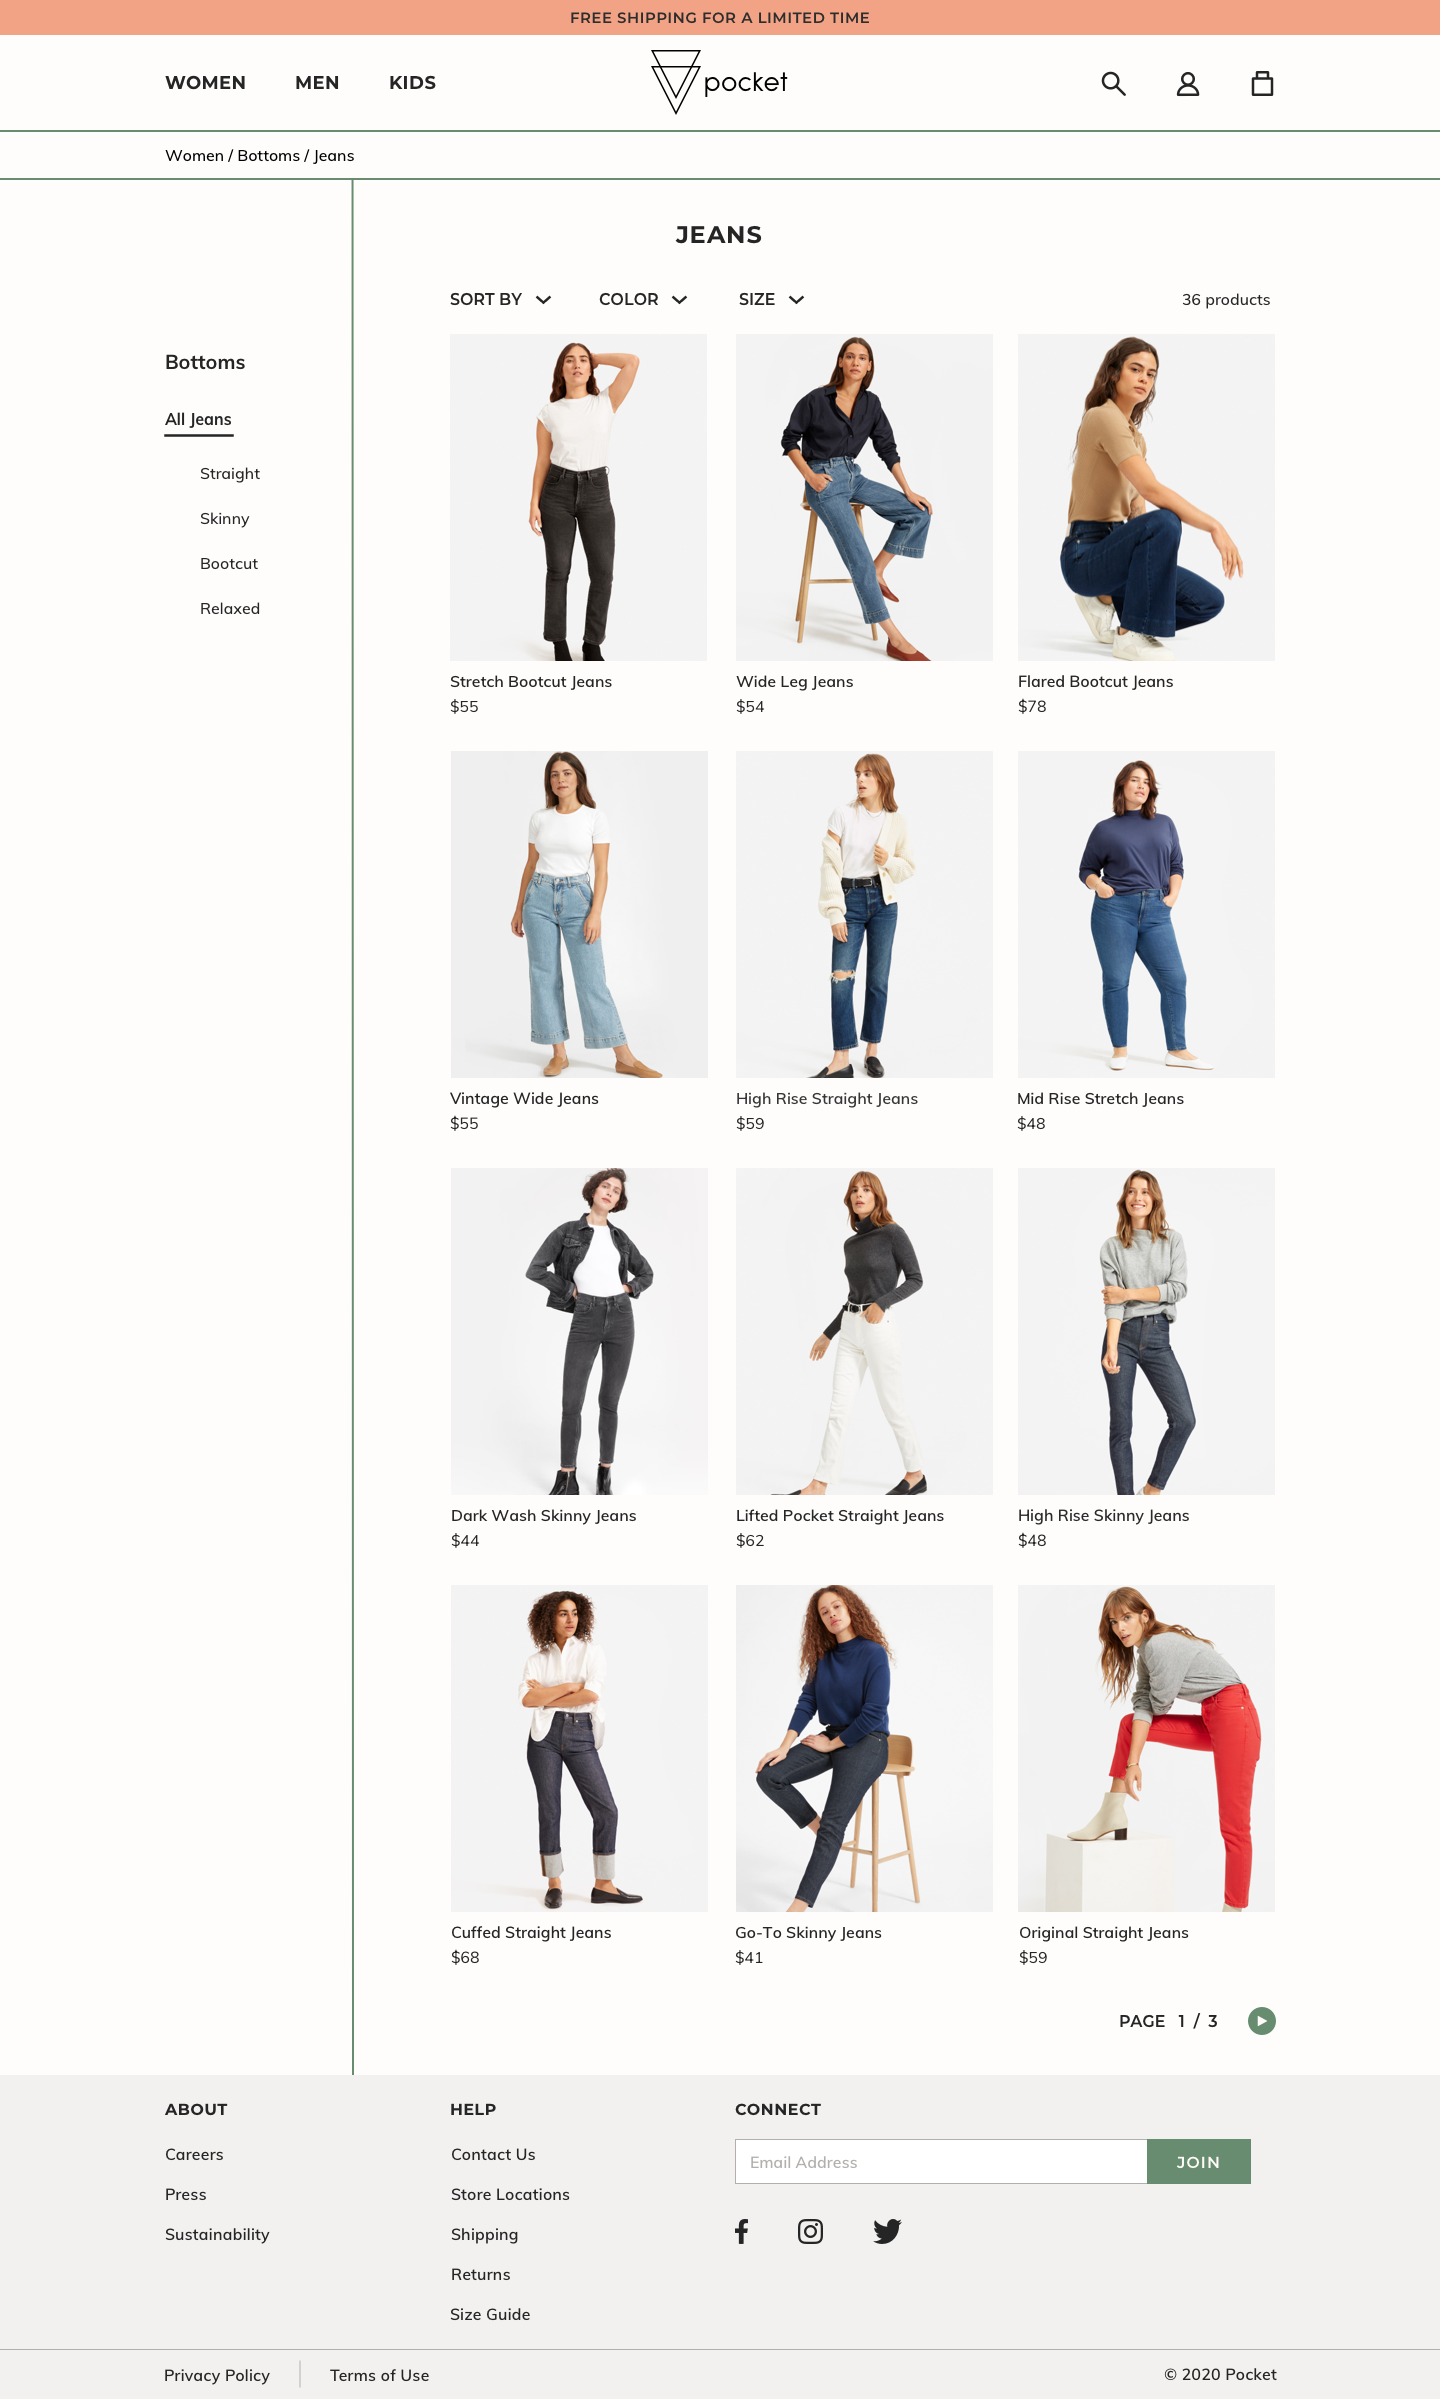 FREE SHIPPING FOR A LIMITED TIME
WOMEN MEN KIDS pocket
Women / Bottoms / Jeans
JEANS
SORT BY COLOR SIZE 36 products
Bottoms
All Jeans
Straight
Skinny
Bootcut
Relaxed
Stretch Bootcut Jeans
$55
Wide Leg Jeans
$54
Flared Bootcut Jeans
$78
Vintage Wide Jeans
$55
High Rise Straight Jeans
$59
Mid Rise Stretch Jeans
$48
Dark Wash Skinny Jeans
$44
Lifted Pocket Straight Jeans
$62
High Rise Skinny Jeans
$48
Cuffed Straight Jeans
$68
Go-To Skinny Jeans
$41
Original Straight Jeans
$59
PAGE 1 / 3
ABOUT
Careers
Press
Sustainability
HELP
Contact Us
Store Locations
Shipping
Returns
Size Guide
CONNECT
Email Address JOIN
Privacy Policy Terms of Use © 2020 Pocket